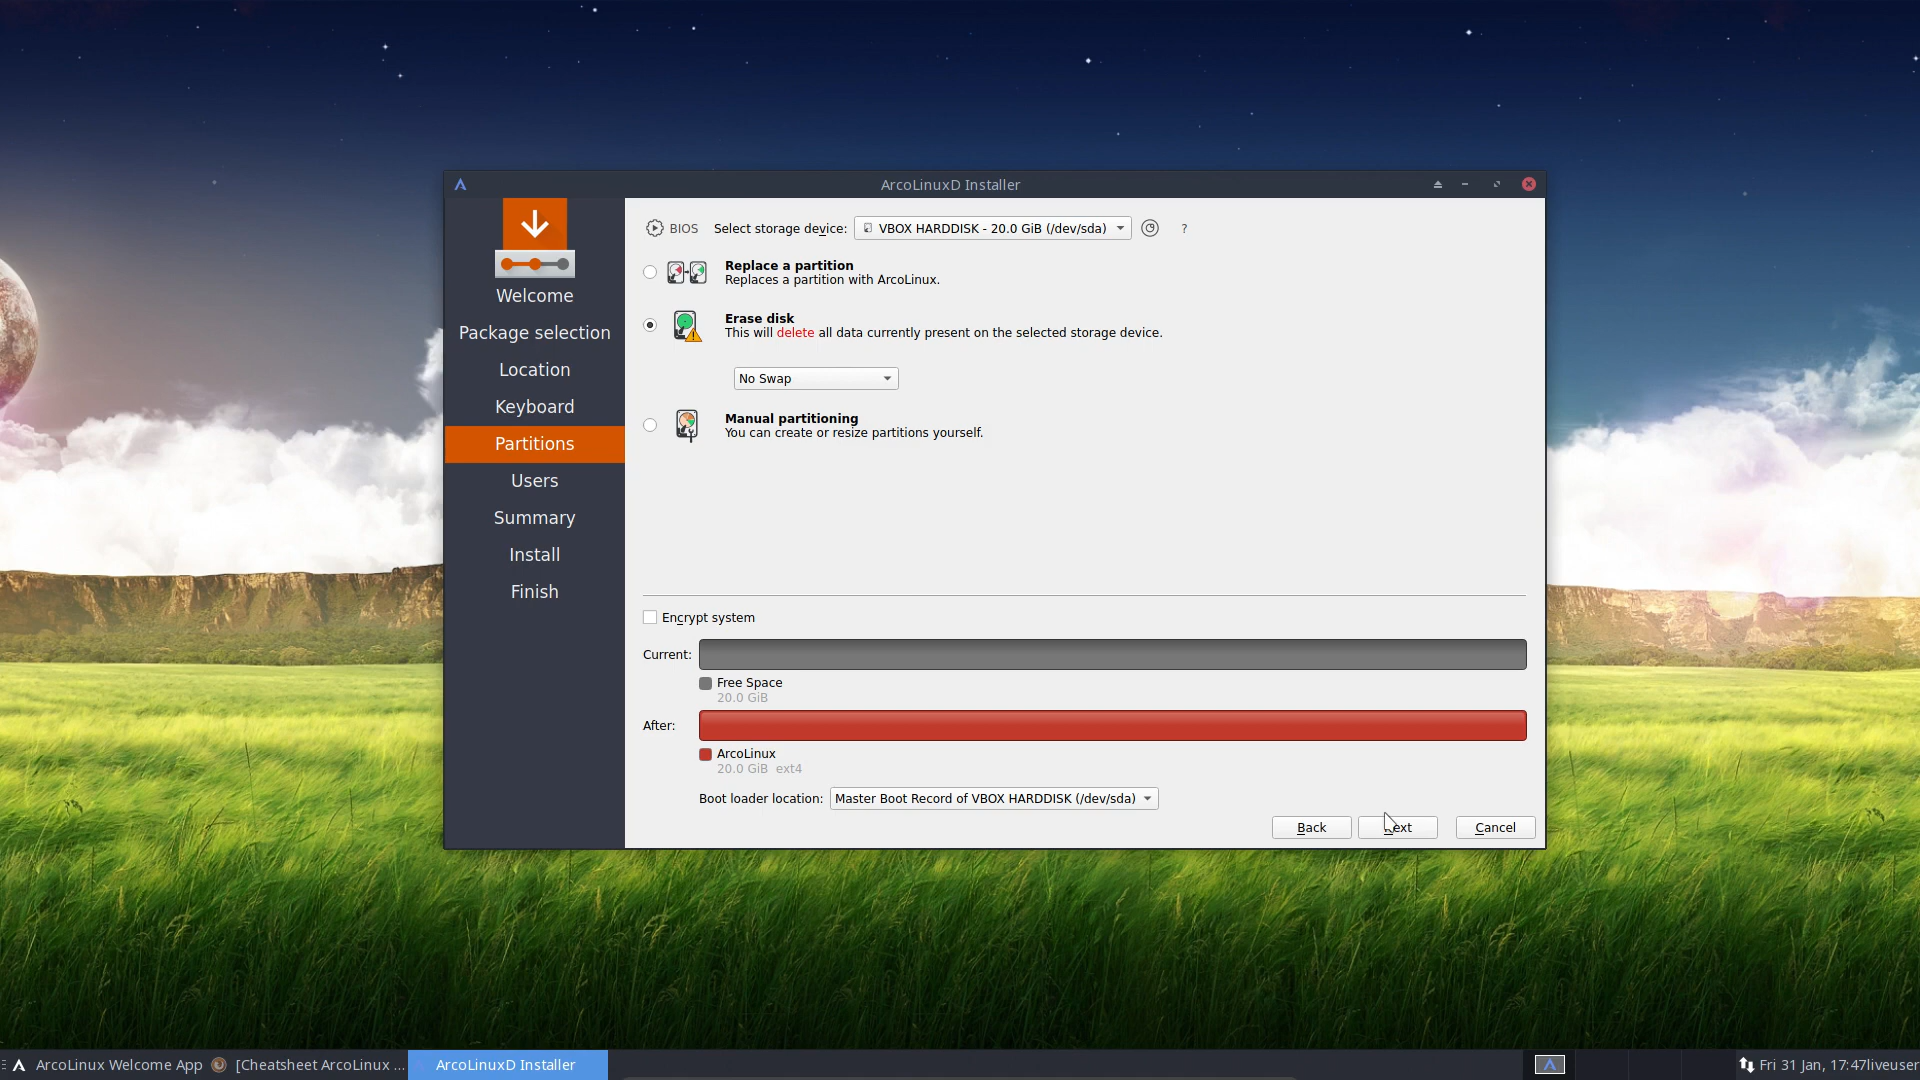 ArcoLinuxD Installer
BIOS
Select storage device:
VBOX HARDDISK - 20.0 GiB (/dev/sda)
?
Welcome
Package selection
Location
Keyboard
Partitions
Users
Summary
Install
Finish
Replace a partition
Replaces a partition with ArcoLinux.
Erase disk
This will delete all data currently present on the selected storage device.
No Swap
Manual partitioning
You can create or resize partitions yourself.
Encrypt system
Current:
Free Space
20.0 GiB
After:
ArcoLinux
20.0 GiB ext4
Boot loader location:
Master Boot Record of VBOX HARDDISK (/dev/sda)
Back
Cancel
ArcoLinux Welcome App
[Cheatsheet ArcoLinux ...
ArcoLinuxD Installer
Fri 31 Jan, 17:47
liveuser